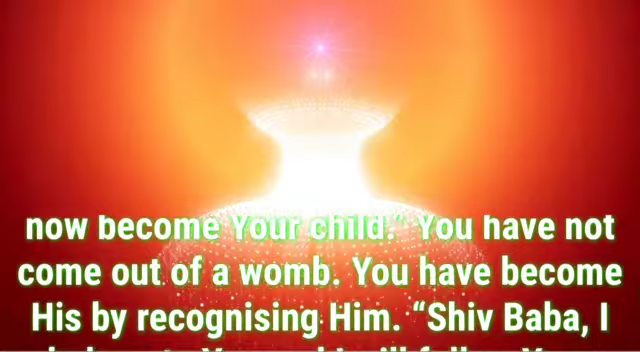 now become Your child.” You have not
come out of a womb. You have become
His by recognising Him. “Shiv Baba, I